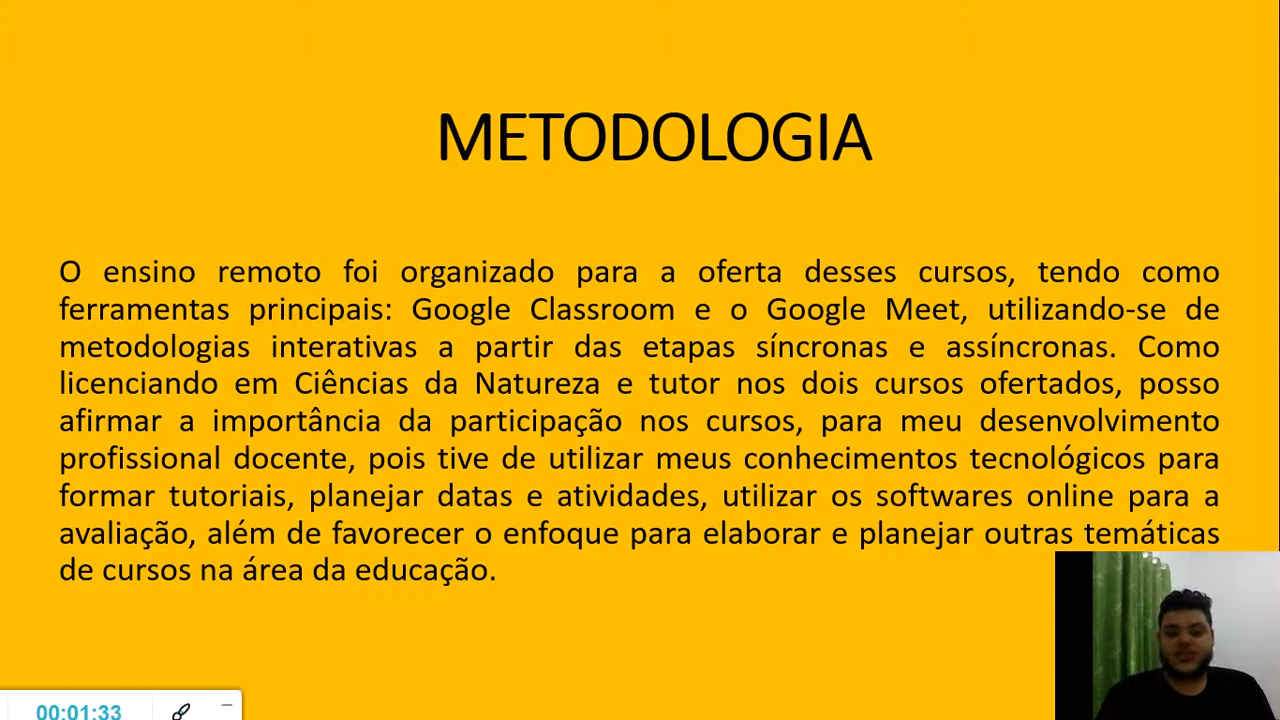 METODOLOGIA
O ensino remoto foi organizado para a oferta desses cursos, tendo como
ferramentas principais: Google Classroom e o Google Meet, utilizando-se de
metodologias interativas a partir das etapas síncronas e assíncronas. Como
licenciando em Ciências da Natureza e tutor nos dois cursos ofertados, posso
afirmar a importância da participação nos cursos, para meu desenvolvimento
profissional docente, pois tive de utilizar meus conhecimentos tecnológicos para
formar tutoriais, planejar datas e atividades, utilizar os softwares online para a
avaliação, além de favorecer o enfoque para elaborar e planejar outras temáticas
de cursos na área da educação.
00:01:33